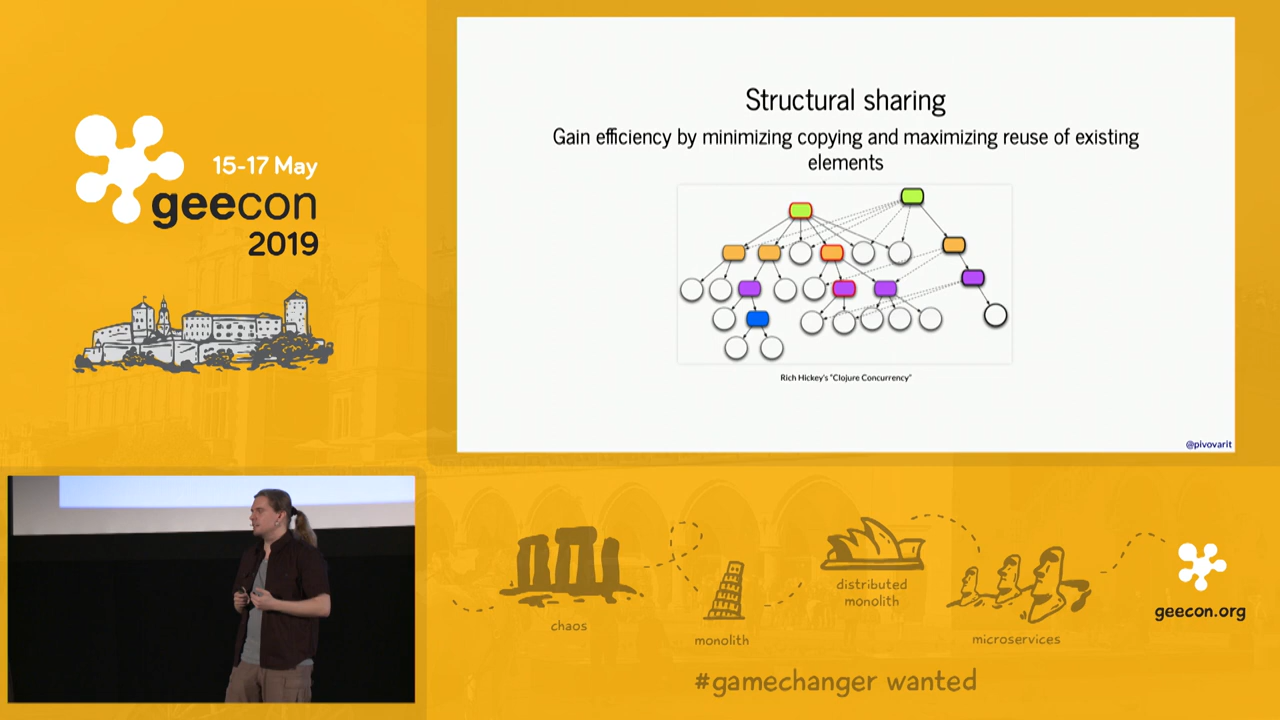 15-17 May
geecon
2019
Structural sharing
Gain efficiency by minimizing copying and maximizing reuse of existing
elements
Rich Hickey's "Clojure Concurrency"
@pivovarit
chaos
monolith
distributed
monolith
microservices
geecon.org
#gamechanger wanted